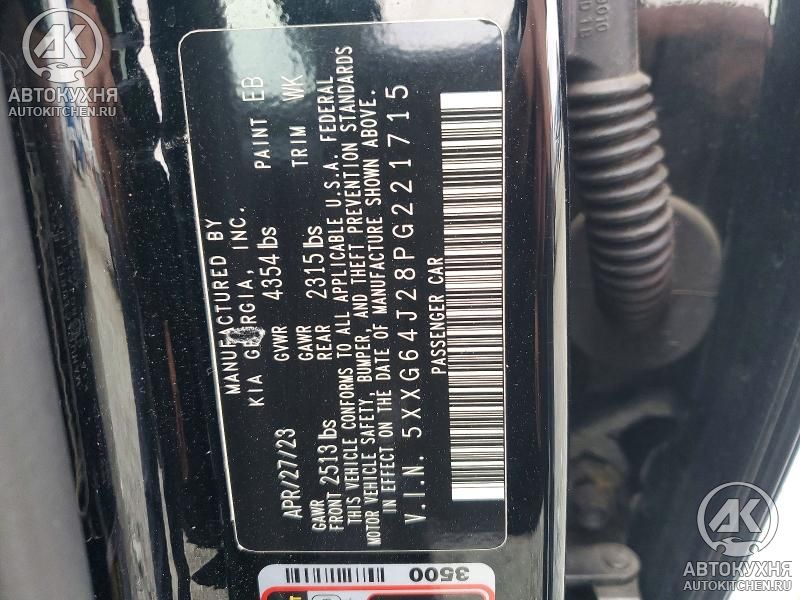 MANUFACTURED BY
KIA GEORGIA, INC.
APR/27/23
GVWR 4354 lbs
PAINT EB
GAWR
FRONT 2513 lbs
GAWR
REAR 2315 lbs
TRIM WK
THIS VEHICLE CONFORMS TO ALL APPLICABLE U.S.A. FEDERAL
MOTOR VEHICLE SAFETY, BUMPER, AND THEFT PREVENTION STANDARDS
IN EFFECT ON THE DATE OF MANUFACTURE SHOWN ABOVE.
V.I.N. 5XXG64J28PG221715
PASSENGER CAR
3500
АК
АВТОКУХНЯ
AUTOKITCHEN.RU
АК
АВТОКУХНЯ
AUTOKITCHEN.RU